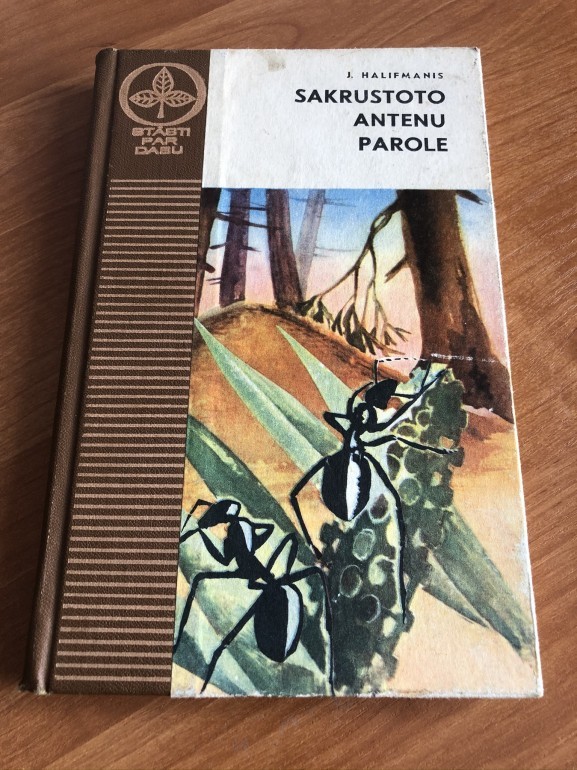 J. HALIFMANIS
SAKRUSTOTO
ANTENU
PAROLE
STĀSTI
PAR
DABU